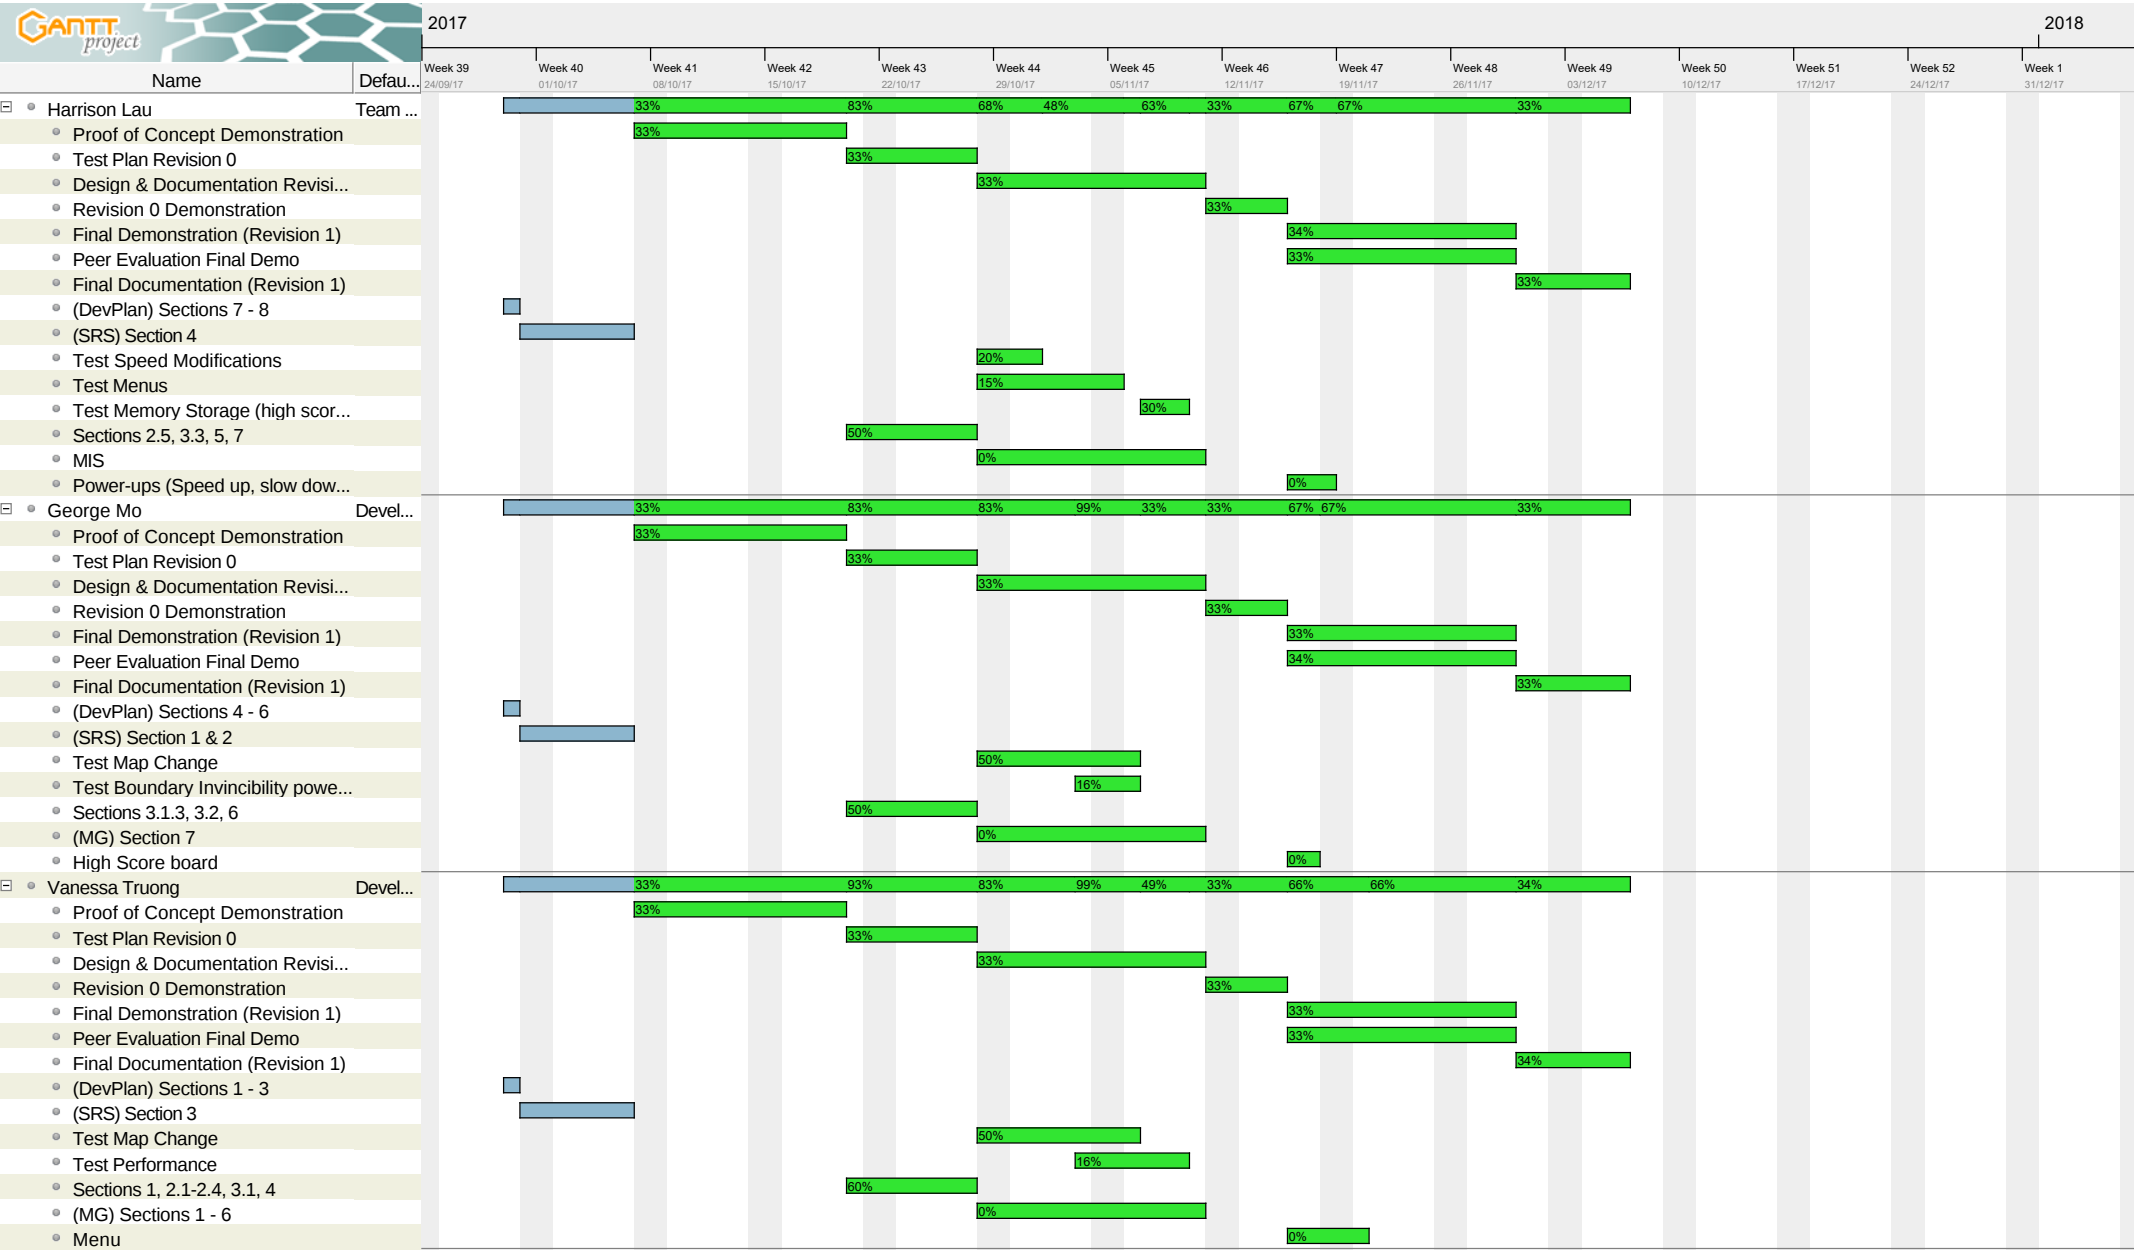 GANTT project
2017
2018
Name Defau...
Week 39 Week 40 Week 41 Week 42 Week 43 Week 44 Week 45 Week 46 Week 47 Week 48 Week 49 Week 50 Week 51 Week 52 Week 1
24/09/17 01/10/17 08/10/17 15/10/17 22/10/17 29/10/17 05/11/17 12/11/17 19/11/17 26/11/17 03/12/17 10/12/17 17/12/17 24/12/17 31/12/17
Harrison Lau Team ... 33% 83% 68% 48% 63% 33% 67% 67% 33%
Proof of Concept Demonstration 33%
Test Plan Revision 0 33%
Design & Documentation Revisi... 33%
Revision 0 Demonstration 33%
Final Demonstration (Revision 1) 34%
Peer Evaluation Final Demo 33%
Final Documentation (Revision 1) 33%
(DevPlan) Sections 7 - 8
(SRS) Section 4
Test Speed Modifications 20%
Test Menus 15%
Test Memory Storage (high scor... 30%
Sections 2.5, 3.3, 5, 7 50%
MIS 0%
Power-ups (Speed up, slow dow... 0%
George Mo Devel... 33% 83% 83% 99% 33% 33% 67% 67% 33%
Proof of Concept Demonstration 33%
Test Plan Revision 0 33%
Design & Documentation Revisi... 33%
Revision 0 Demonstration 33%
Final Demonstration (Revision 1) 33%
Peer Evaluation Final Demo 34%
Final Documentation (Revision 1) 33%
(DevPlan) Sections 4 - 6
(SRS) Section 1 & 2
Test Map Change 50%
Test Boundary Invincibility powe... 16%
Sections 3.1.3, 3.2, 6 50%
(MG) Section 7 0%
High Score board 0%
Vanessa Truong Devel... 33% 93% 83% 99% 49% 33% 66% 66% 34%
Proof of Concept Demonstration 33%
Test Plan Revision 0 33%
Design & Documentation Revisi... 33%
Revision 0 Demonstration 33%
Final Demonstration (Revision 1) 33%
Peer Evaluation Final Demo 33%
Final Documentation (Revision 1) 34%
(DevPlan) Sections 1 - 3
(SRS) Section 3
Test Map Change 50%
Test Performance 16%
Sections 1, 2.1-2.4, 3.1, 4 60%
(MG) Sections 1 - 6 0%
Menu 0%